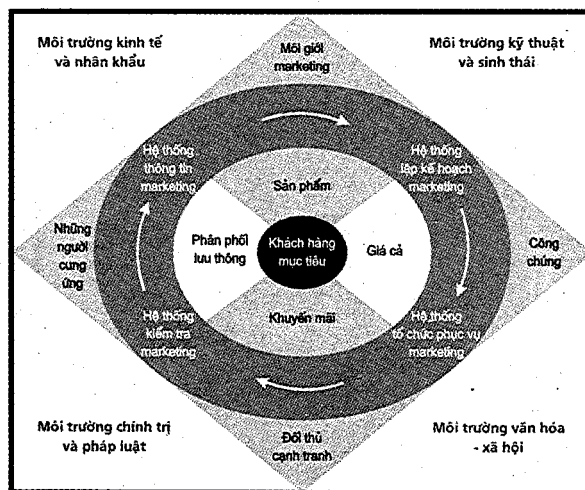 Môi trường kinh tế
và nhân khẩu
Môi giới
marketing
Môi trường kỹ thuật
và sinh thái
Hệ thống
thông tin
marketing
Hệ thống
lập kế hoạch
marketing
Sản phẩm
Những
người
cung
ứng
Phân phối
lưu thông
Khách hàng
mục tiêu
Giá cả
Công
chúng
Khuyến mãi
Hệ thống
kiểm tra
marketing
Hệ thống
tổ chức phục vụ
marketing
Môi trường chính trị
và pháp luật
Đối thủ
cạnh tranh
Môi trường văn hóa
- xã hội